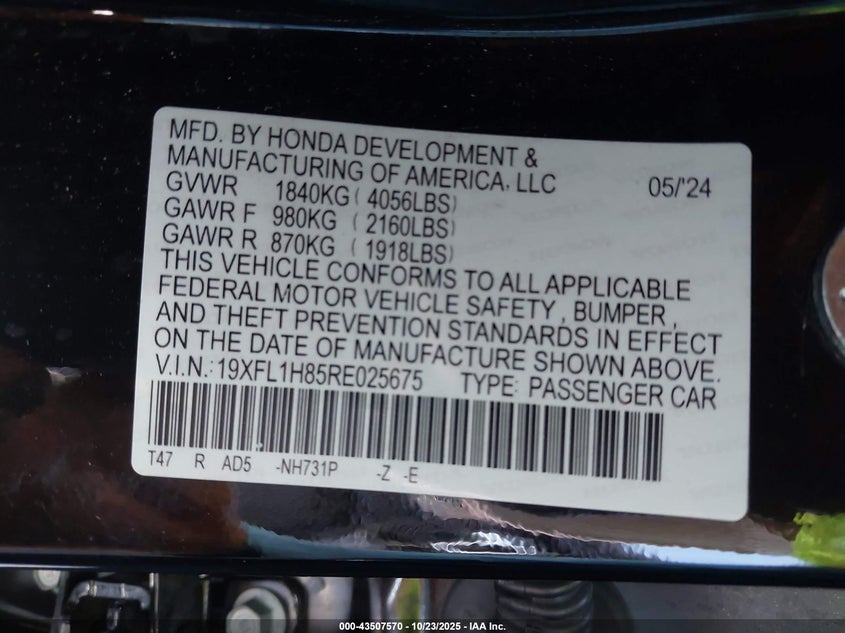 MFD. BY HONDA DEVELOPMENT &
MANUFACTURING OF AMERICA, LLC
05/'24
GVWR 1840KG ( 4056LBS)
GAWR F 980KG ( 2160LBS)
GAWR R 870KG ( 1918LBS)
THIS VEHICLE CONFORMS TO ALL APPLICABLE
FEDERAL MOTOR VEHICLE SAFETY , BUMPER ,
AND THEFT PREVENTION STANDARDS IN EFFECT
ON THE DATE OF MANUFACTURE SHOWN ABOVE.
V.I.N.: 19XFL1H85RE025675 TYPE: PASSENGER CAR
T47 R AD5 -NH731P -Z -E
000-43507570 - 10/23/2025 - IAA Inc.